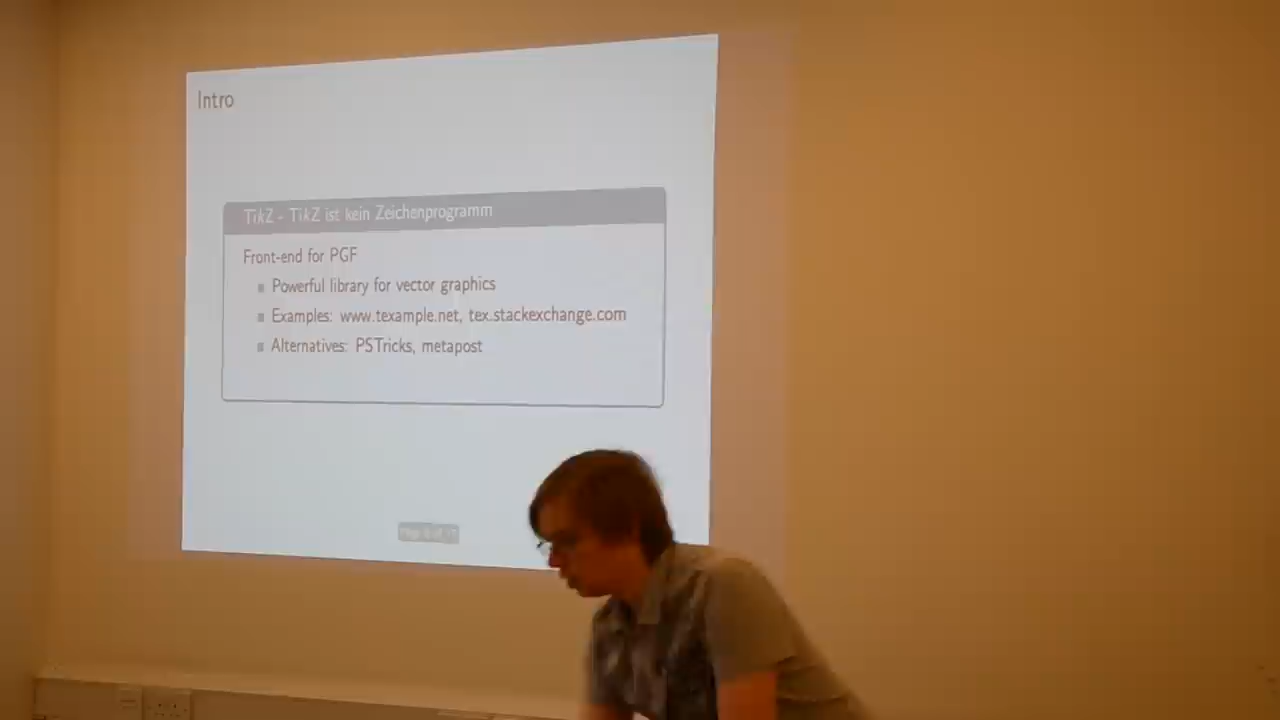 Intro
TikZ - TikZ ist kein Zeichenprogramm
Front-end for PGF
Powerful library for vector graphics
Examples: www.texample.net, tex.stackexchange.com
Alternatives: PSTricks, metapost